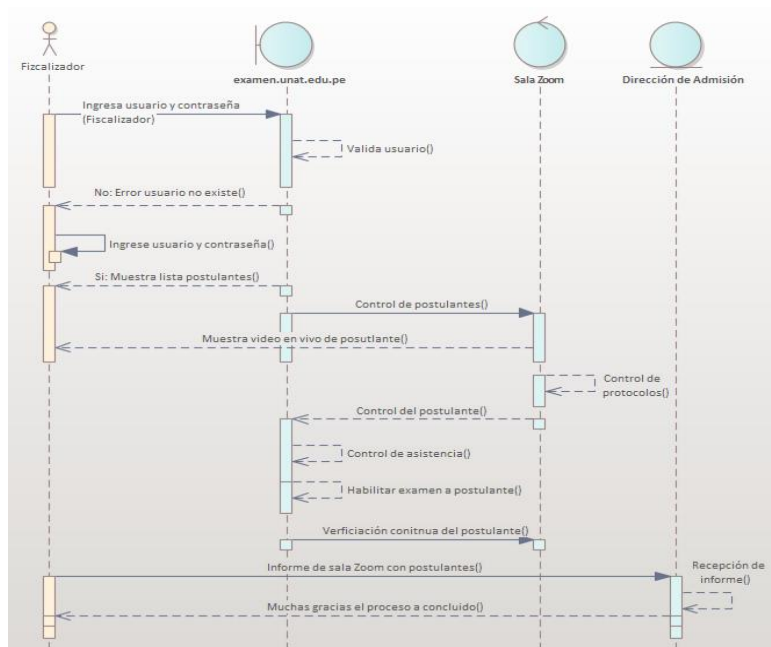 Fizcalizador
examen.unat.edu.pe
Sala Zoom
Dirección de Admisión
Ingresa usuario y contraseña
(Fiscalizador)
Valida usuario()
No: Error usuario no existe()
Ingrese usuario y contraseña()
Si: Muestra lista postulantes()
Control de postulantes()
Muestra video en vivo de posutlante()
Control de
protocolos()
Control del postulante()
Control de asistencia()
Habilitar examen a postulante()
Verficiación conitnua del postulante()
Informe de sala Zoom con postulantes()
Recepción de
informe()
Muchas gracias el proceso a concluido()